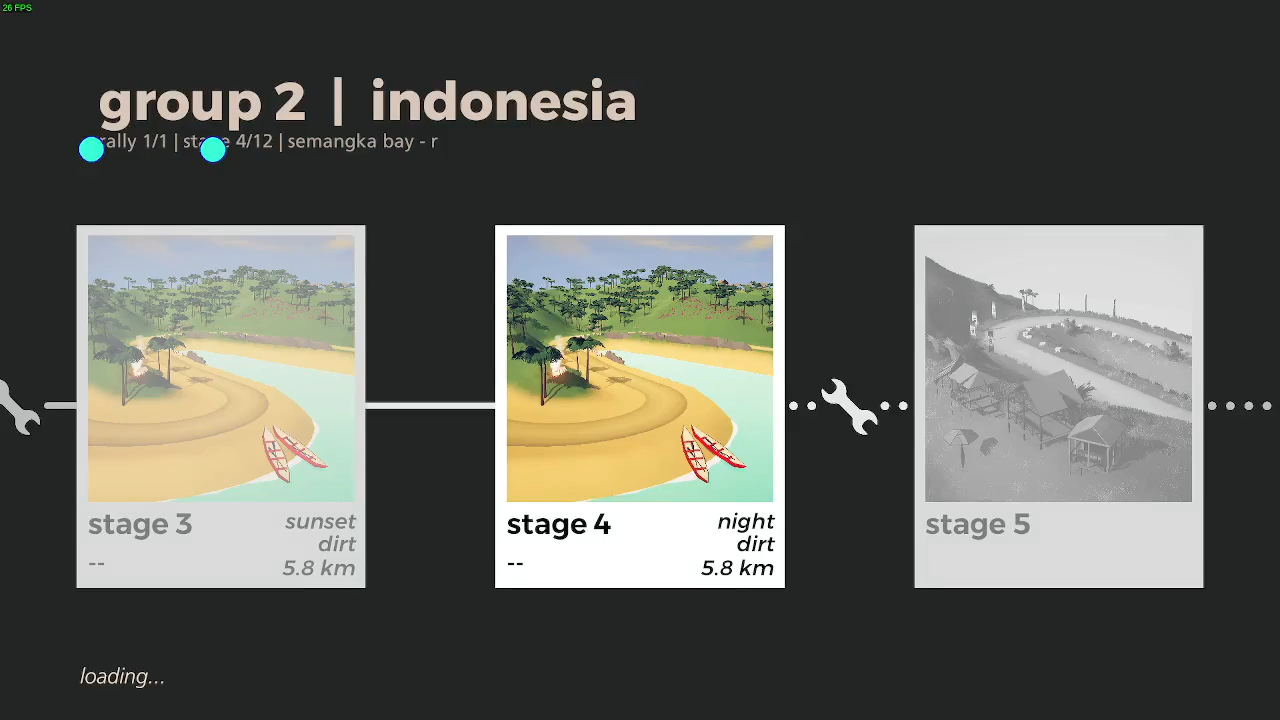 26 FPS
group 2 | indonesia
rally 1/1 | stage 4/12 | semangka bay - r
stage 3
sunset
dirt
--
5.8 km
stage 4
night
dirt
--
5.8 km
stage 5
loading...